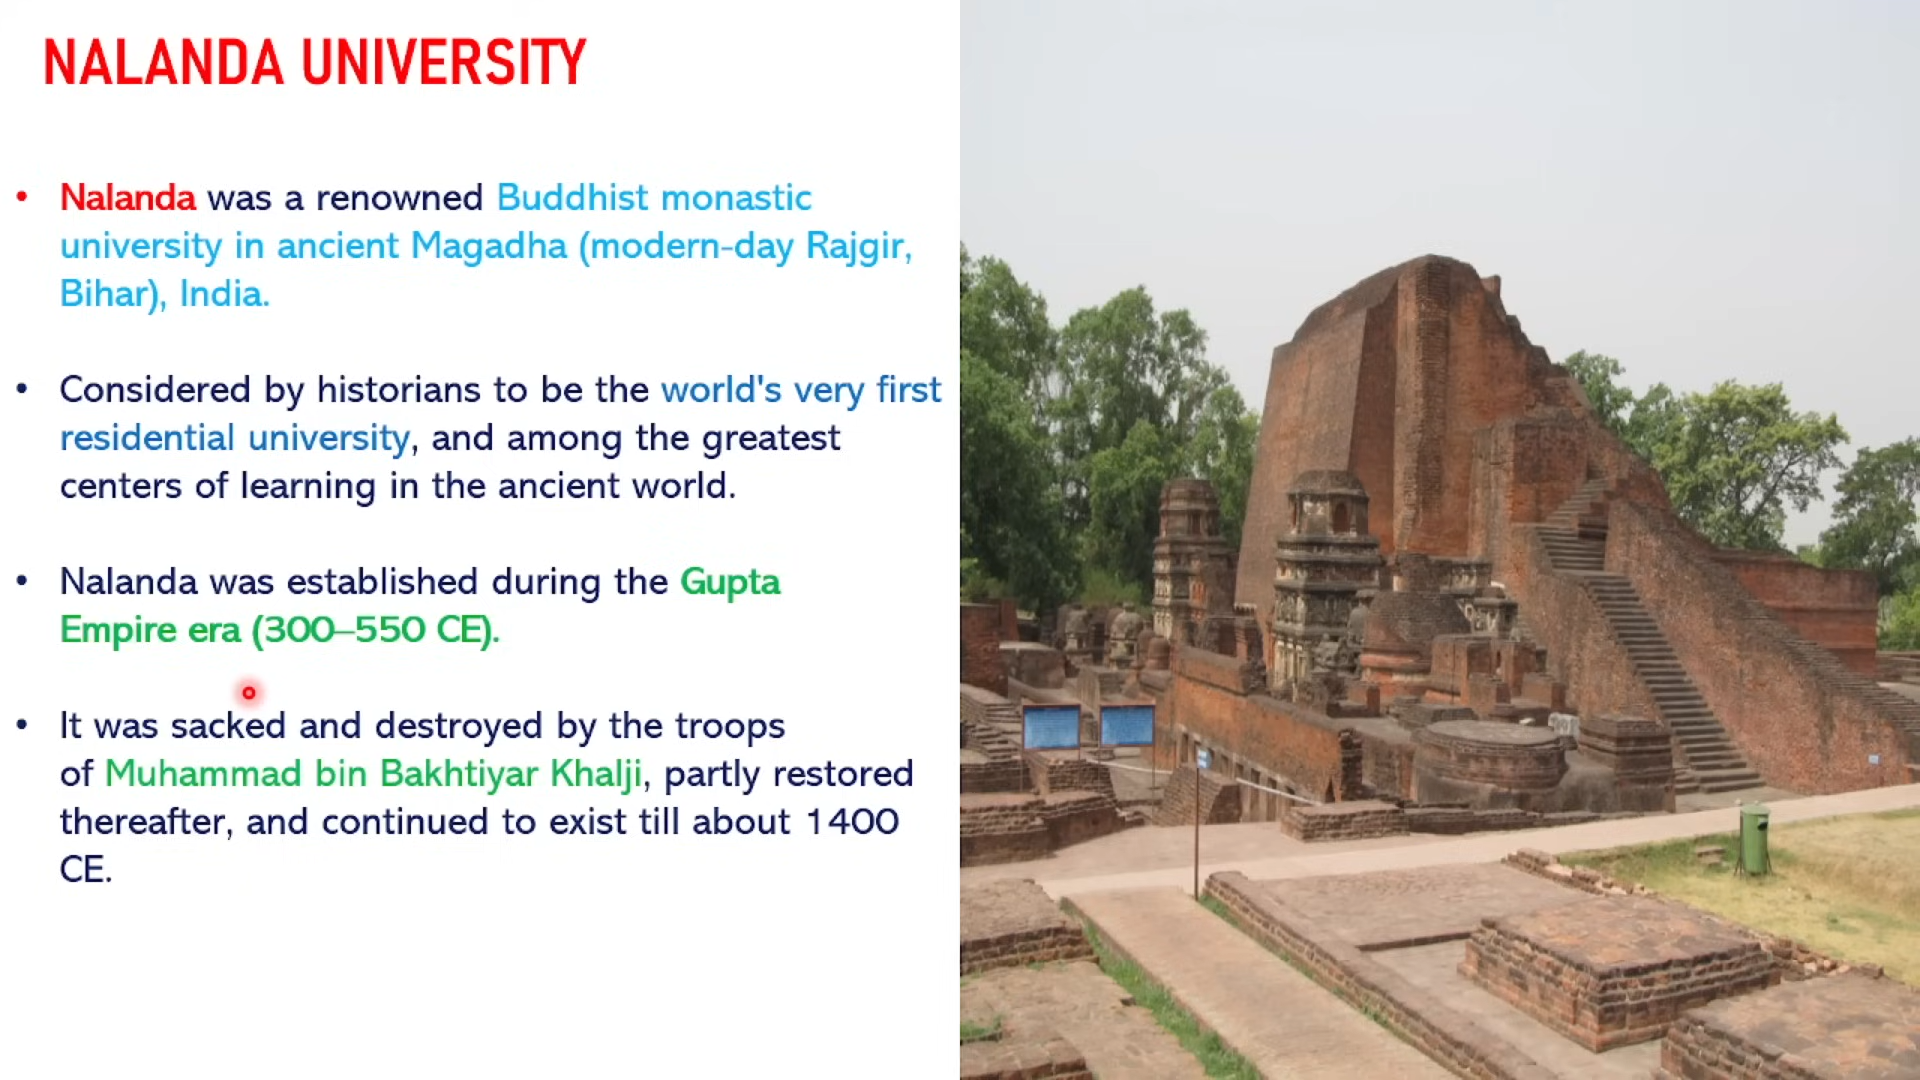 NALANDA UNIVERSITY
• Nalanda was a renowned Buddhist monastic
university in ancient Magadha (modern-day Rajgir,
Bihar), India.
• Considered by historians to be the world's very first
residential university, and among the greatest
centers of learning in the ancient world.
• Nalanda was established during the Gupta
Empire era (300–550 CE).
• It was sacked and destroyed by the troops
of Muhammad bin Bakhtiyar Khalji, partly restored
thereafter, and continued to exist till about 1400
CE.